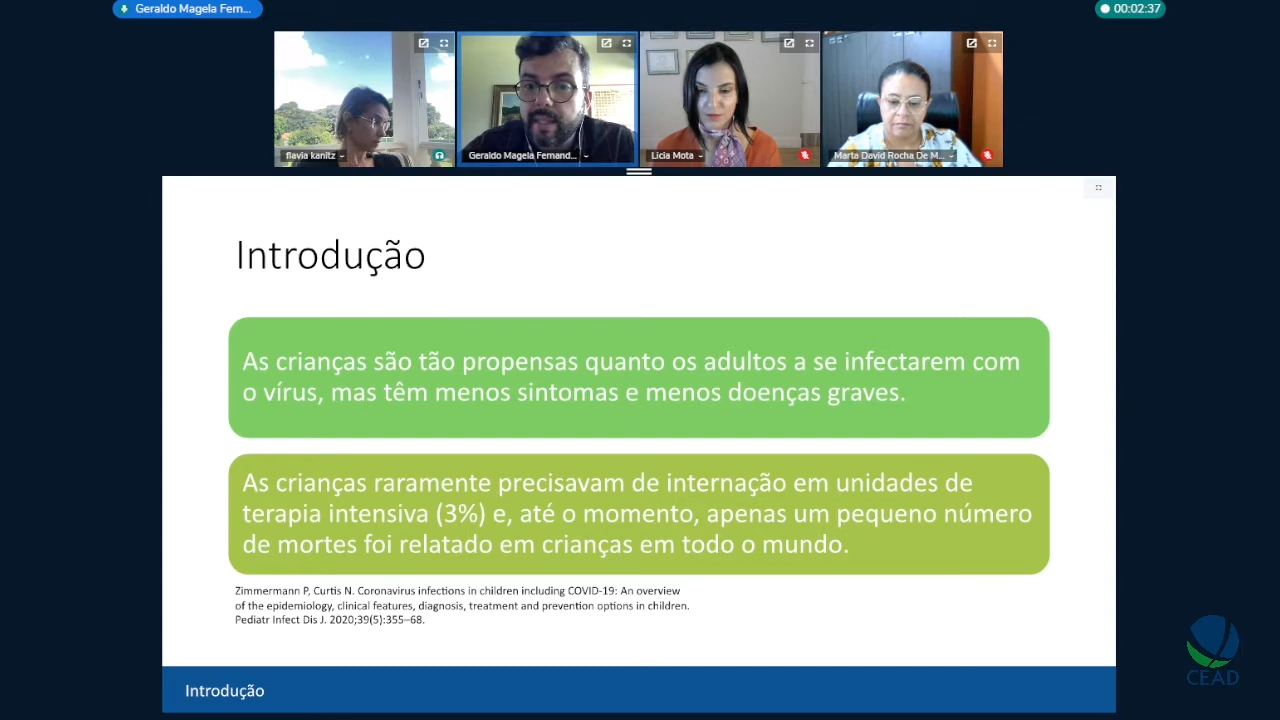 Geraldo Magela Fern...
00:02:37
flavia kanitz
Geraldo Magela Fernand...
Licia Mota
Marta David Rocha De M...
Introdução
As crianças são tão propensas quanto os adultos a se infectarem com
o vírus, mas têm menos sintomas e menos doenças graves.
As crianças raramente precisavam de internação em unidades de
terapia intensiva (3%) e, até o momento, apenas um pequeno número
de mortes foi relatado em crianças em todo o mundo.
Zimmermann P, Curtis N. Coronavirus infections in children including COVID-19: An overview
of the epidemiology, clinical features, diagnosis, treatment and prevention options in children.
Pediatr Infect Dis J. 2020;39(5):355–68.
Introdução
CEAD